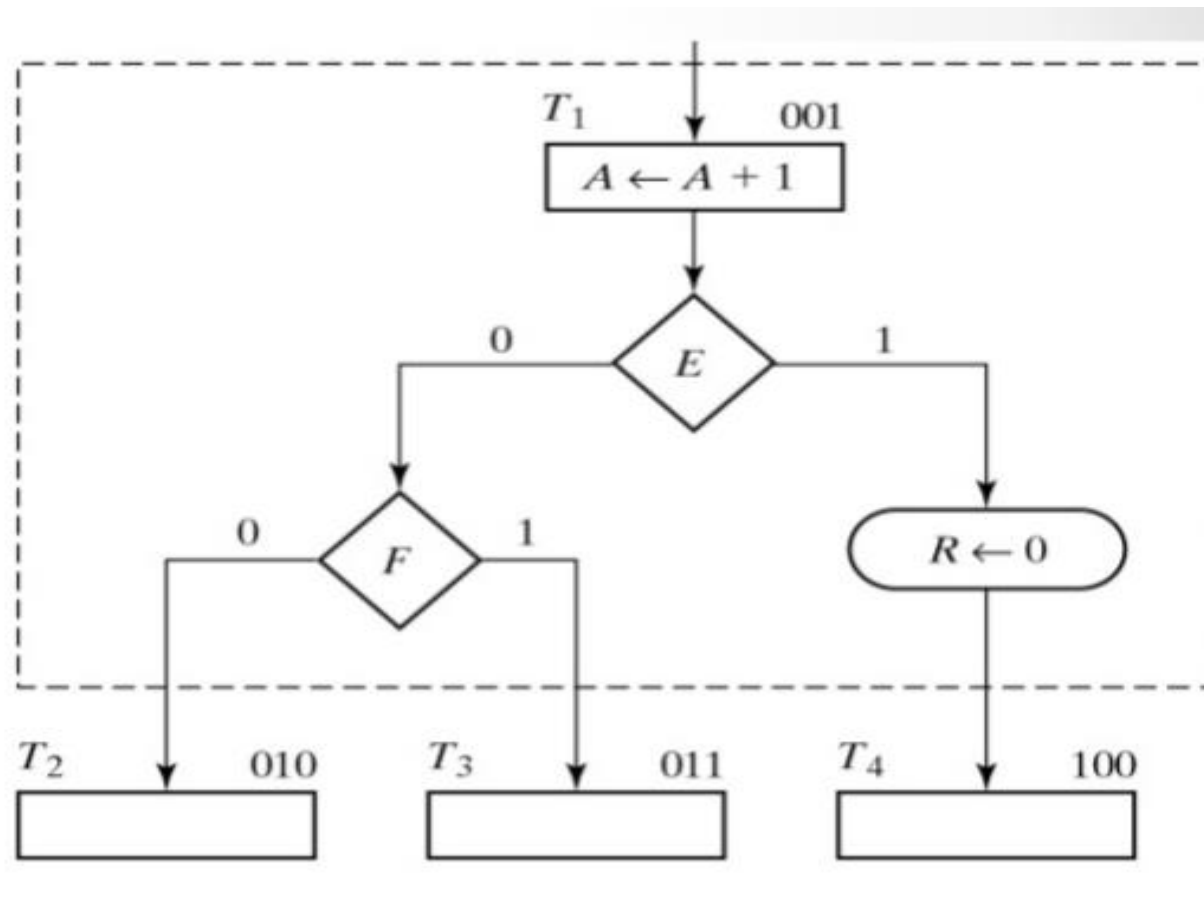 T₁ 001
A ← A + 1
0 E 1
0 F 1
R ← 0
T₂ 010 T₃ 011 T₄ 100